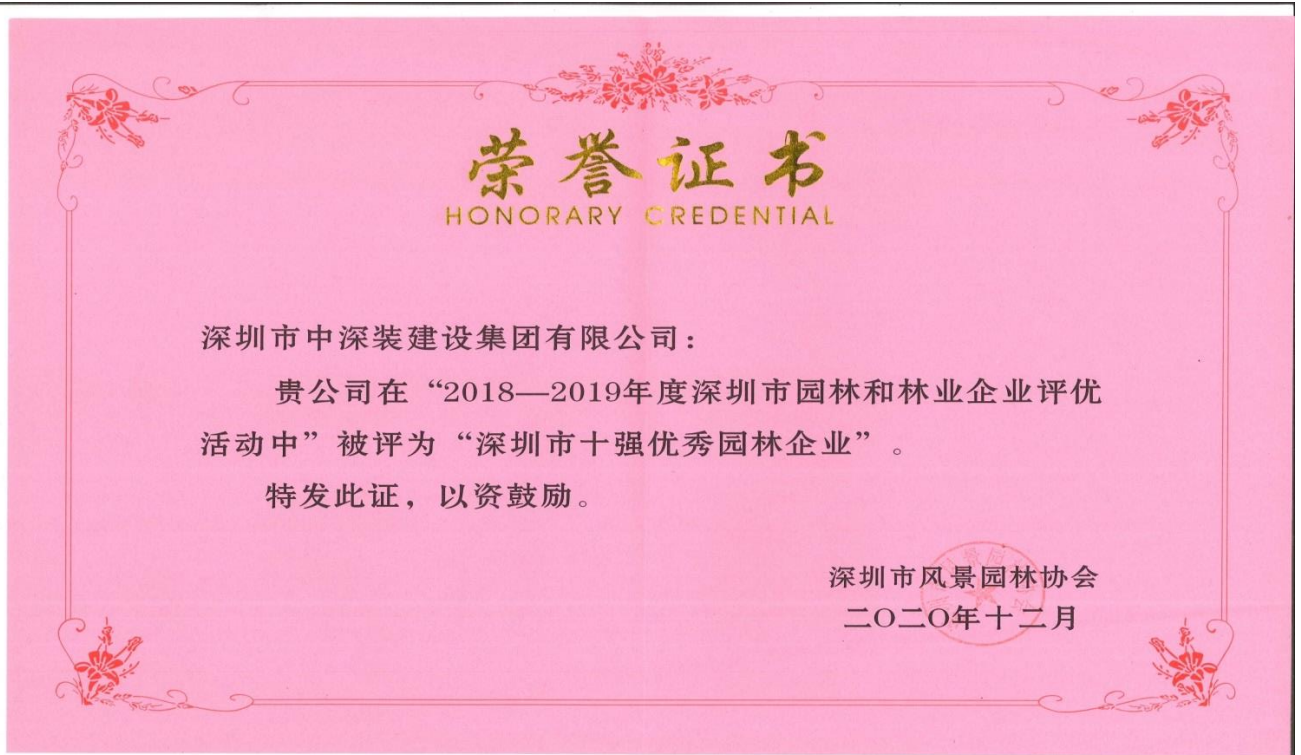 荣誉证书
HONORARY CREDENTIAL
深圳市中深装建设集团有限公司：
贵公司在“2018—2019年度深圳市园林和林业企业评优
活动中”被评为“深圳市十强优秀园林企业”。
特发此证，以资鼓励。
深圳市风景园林协会
二〇二〇年十二月